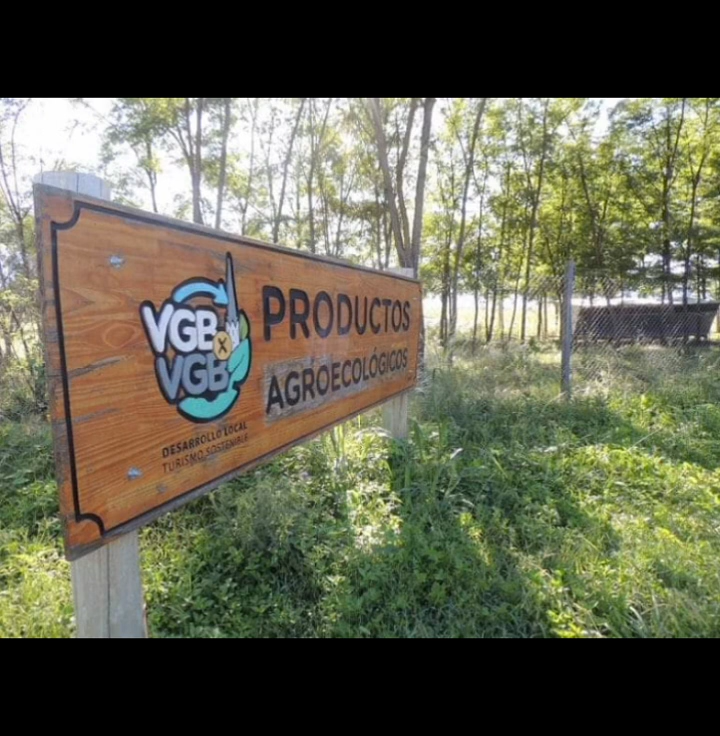 VGB
x
VGB
DESARROLLO LOCAL
TURISMO SOSTENIBLE
PRODUCTOS
AGROECOLÓGICOS